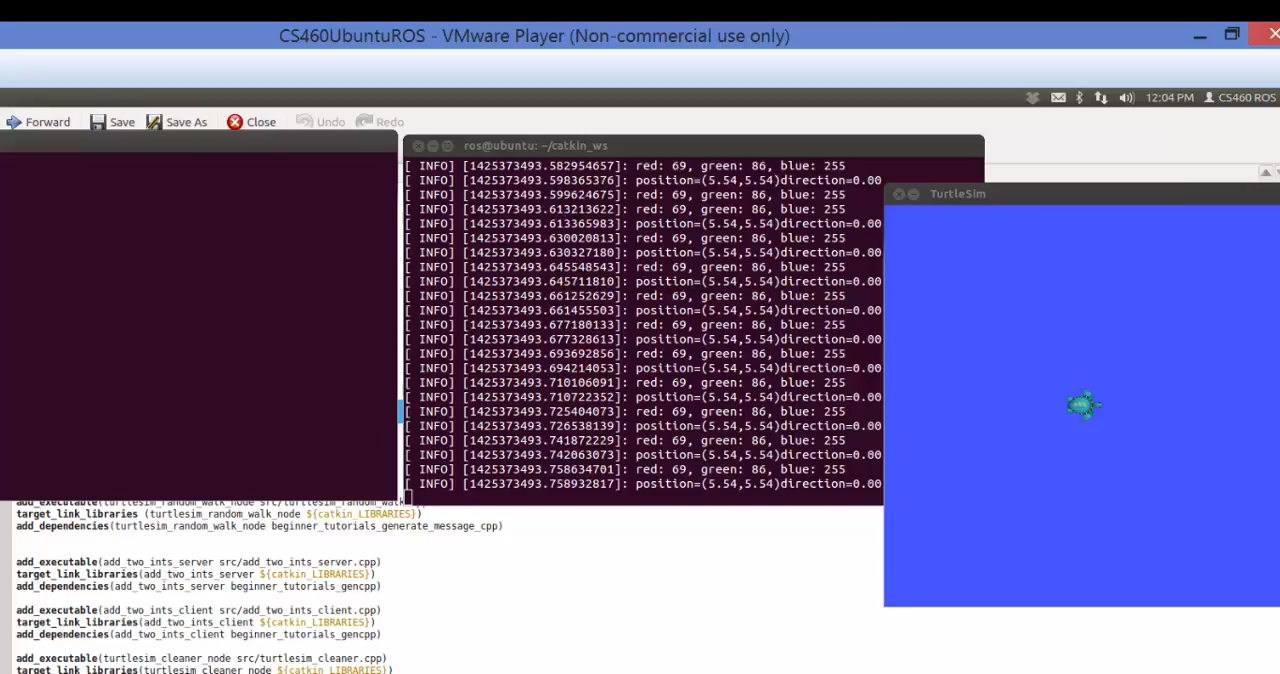 CS460UbuntuROS - VMware Player (Non-commercial use only)
12:04 PM CS460 ROS
Forward Save Save As Close Undo Redo
ros@ubuntu: ~/catkin_ws
[ INFO] [1425373493.582954657]: red: 69, green: 86, blue: 255
[ INFO] [1425373493.598365376]: position=(5.54,5.54)direction=0.00
[ INFO] [1425373493.599624675]: red: 69, green: 86, blue: 255
[ INFO] [1425373493.613213622]: red: 69, green: 86, blue: 255
[ INFO] [1425373493.613365983]: position=(5.54,5.54)direction=0.00
[ INFO] [1425373493.630020813]: red: 69, green: 86, blue: 255
[ INFO] [1425373493.630327180]: position=(5.54,5.54)direction=0.00
[ INFO] [1425373493.645548543]: red: 69, green: 86, blue: 255
[ INFO] [1425373493.645711810]: position=(5.54,5.54)direction=0.00
[ INFO] [1425373493.661252629]: red: 69, green: 86, blue: 255
[ INFO] [1425373493.661455503]: position=(5.54,5.54)direction=0.00
[ INFO] [1425373493.677180133]: red: 69, green: 86, blue: 255
[ INFO] [1425373493.677328613]: position=(5.54,5.54)direction=0.00
[ INFO] [1425373493.693692856]: red: 69, green: 86, blue: 255
[ INFO] [1425373493.694214053]: position=(5.54,5.54)direction=0.00
[ INFO] [1425373493.710106091]: red: 69, green: 86, blue: 255
[ INFO] [1425373493.710722352]: position=(5.54,5.54)direction=0.00
[ INFO] [1425373493.725404073]: red: 69, green: 86, blue: 255
[ INFO] [1425373493.726538139]: position=(5.54,5.54)direction=0.00
[ INFO] [1425373493.741872229]: red: 69, green: 86, blue: 255
[ INFO] [1425373493.742063073]: position=(5.54,5.54)direction=0.00
[ INFO] [1425373493.758634701]: red: 69, green: 86, blue: 255
[ INFO] [1425373493.758932817]: position=(5.54,5.54)direction=0.00
TurtleSim
add_executable(turtlesim_random_walk_node src/turtlesim_random_walk
target_link_libraries (turtlesim_random_walk_node ${catkin_LIBRARIES})
add_dependencies(turtlesim_random_walk_node beginner_tutorials_generate_message_cpp)
add_executable(add_two_ints_server src/add_two_ints_server.cpp)
target_link_libraries(add_two_ints_server ${catkin_LIBRARIES})
add_dependencies(add_two_ints_server beginner_tutorials_gencpp)
add_executable(add_two_ints_client src/add_two_ints_client.cpp)
target_link_libraries(add_two_ints_client ${catkin_LIBRARIES})
add_dependencies(add_two_ints_client beginner_tutorials_gencpp)
add_executable(turtlesim_cleaner_node src/turtlesim_cleaner.cpp)
target_link_libraries(turtlesim_cleaner_node ${catkin_LIBRARIES})